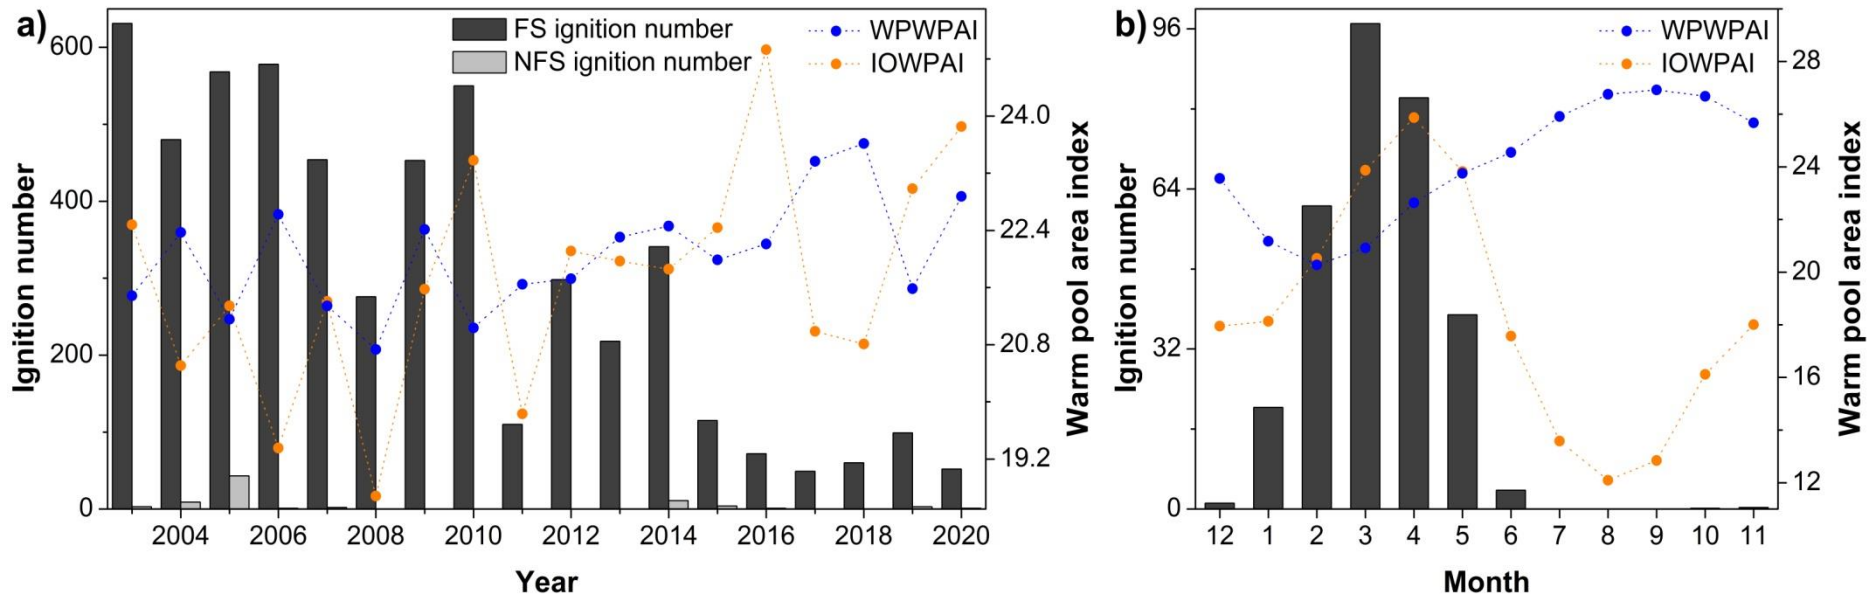 a)
FS ignition number
NFS ignition number
WPWPAI
IOWPAI
600
400
200
0
Ignition number
24.0
22.4
20.8
19.2
Warm pool area index
2004 2006 2008 2010 2012 2014 2016 2018 2020
Year
b)
WPWPAI
IOWPAI
96
64
32
0
Ignition number
28
24
20
16
12
Warm pool area index
12 1 2 3 4 5 6 7 8 9 10 11
Month